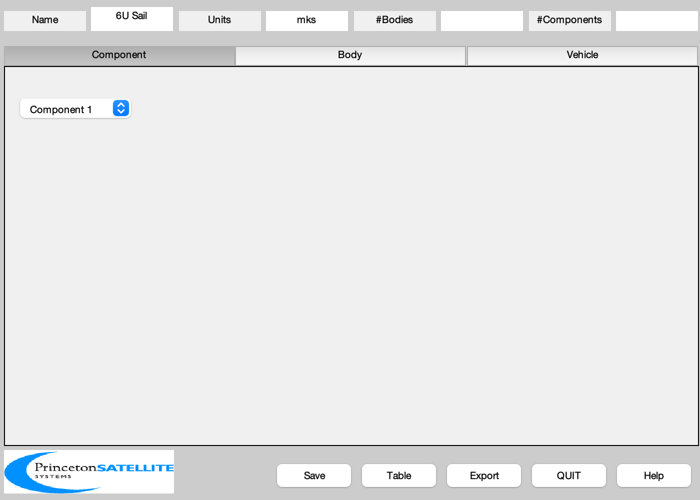 Name 6U Sail Units mks #Bodies #Components
Component Body Vehicle
Component 1
PrincetonSATELLITE
SYSTEMS
Save Table Export QUIT Help